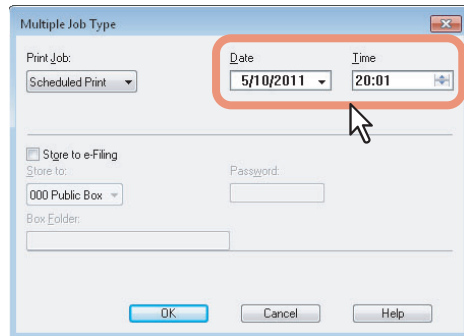 Multiple Job Type
Print Job: Date Time
Scheduled Print 5/10/2011 20:01
Store to e-Filing
Store to: Password:
000 Public Box
Box Folder:
OK Cancel Help